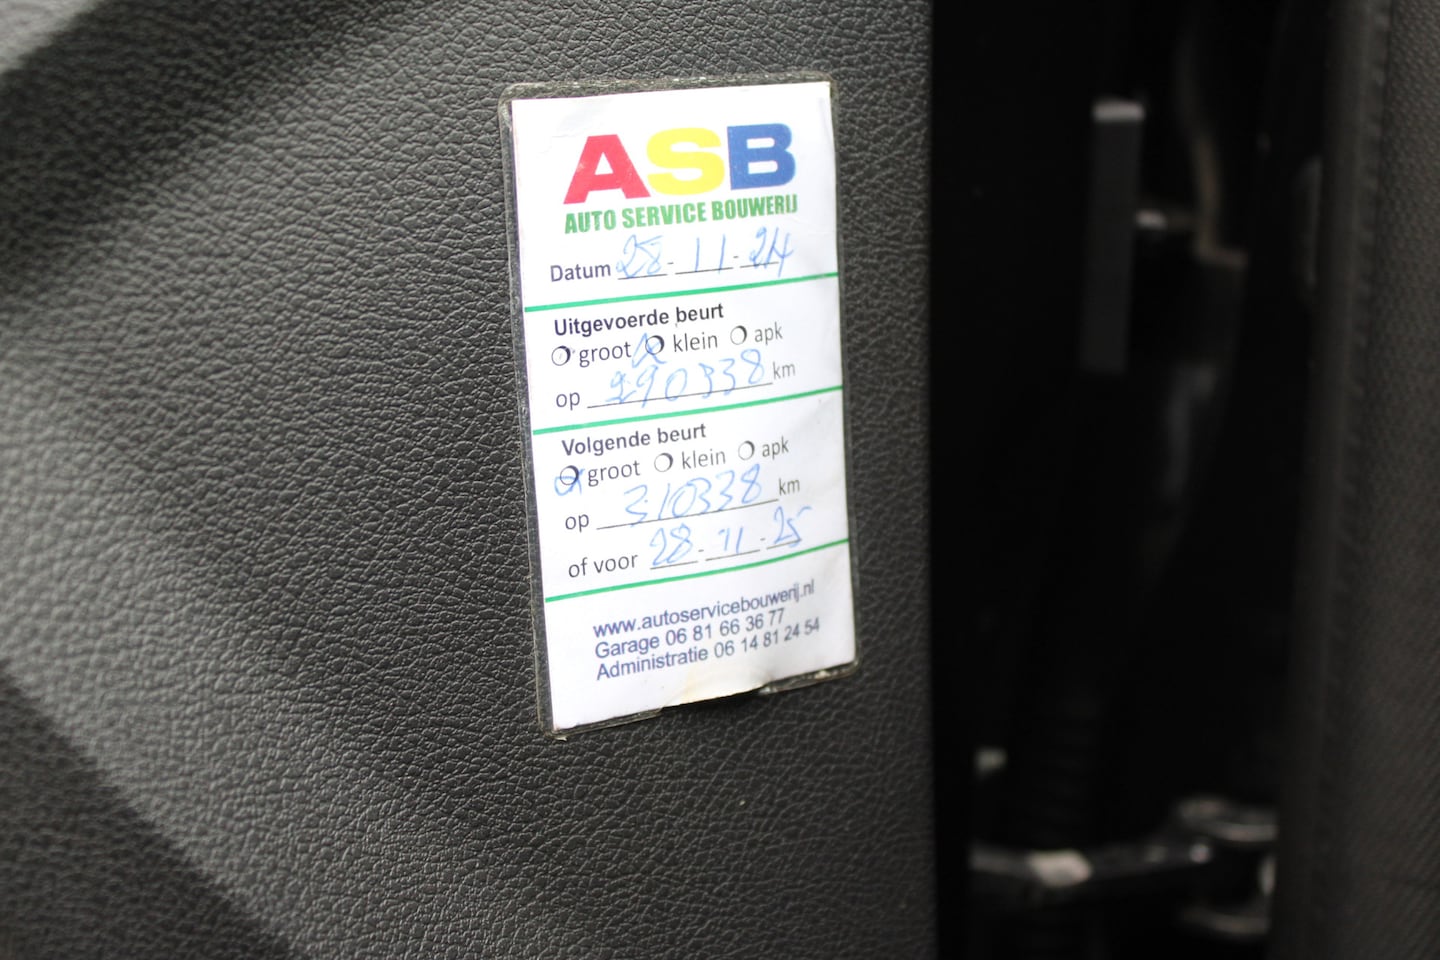 ASB
AUTO SERVICE BOUWERIJ
Datum 28-11-24
Uitgevoerde beurt
groot klein apk
op 290338 km
Volgende beurt
groot klein apk
op 310338 km
of voor 28-11-25
www.autoservicebouwerij.nl
Garage 06 81 66 36 77
Administratie 06 14 81 24 54